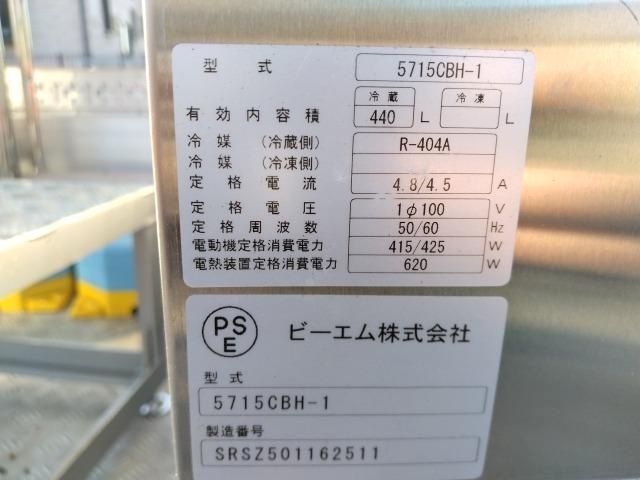 型式 5715CBH-1
冷蔵 冷凍
有効内容積 440 L L
冷媒（冷蔵側） R-404A
冷媒（冷凍側）
定格電流 4.8/4.5 A
定格電圧 1φ100 V
定格周波数 50/60 Hz
電動機定格消費電力 415/425 W
電熱装置定格消費電力 620 W
PSE ビーエム株式会社
型式
5715CBH-1
製造番号
SRSZ501162511